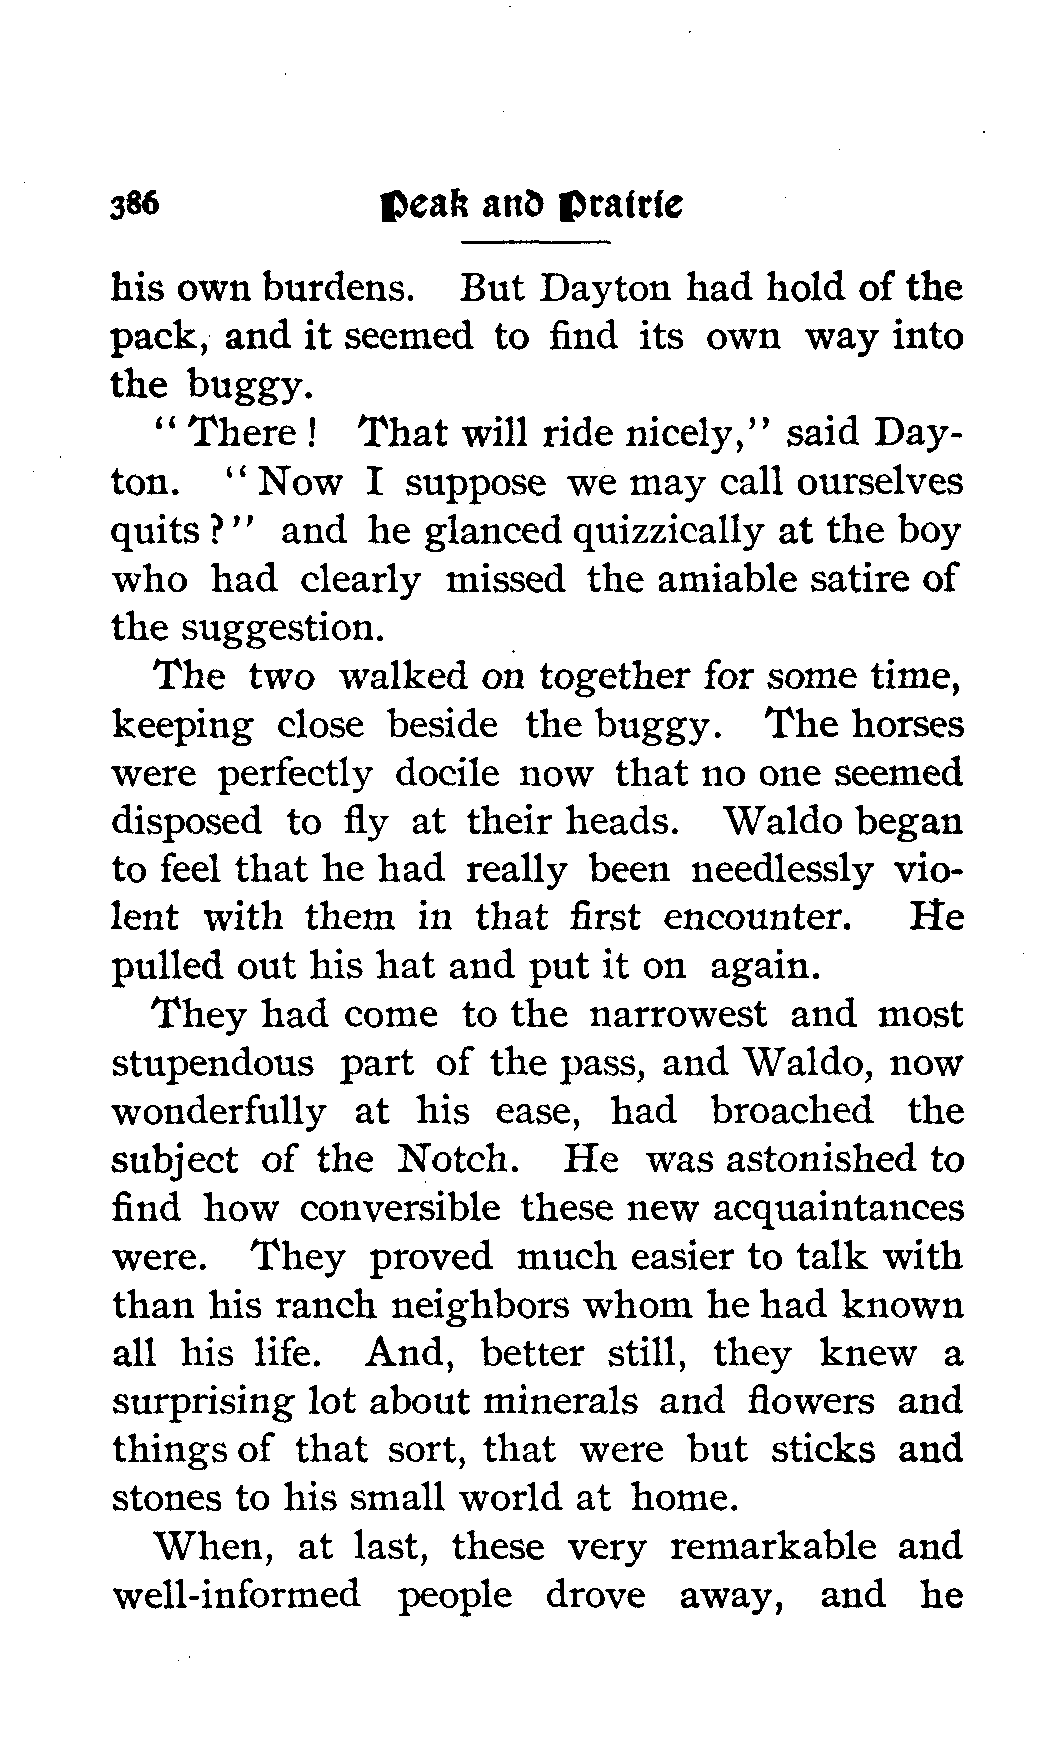 386 Peak and Prairie
his own burdens. But Dayton had hold of the
pack, and it seemed to find its own way into
the buggy.
"There! That will ride nicely," said Day-
ton. "Now I suppose we may call ourselves
quits?" and he glanced quizzically at the boy
who had clearly missed the amiable satire of
the suggestion.
The two walked on together for some time,
keeping close beside the buggy. The horses
were perfectly docile now that no one seemed
disposed to fly at their heads. Waldo began
to feel that he had really been needlessly vio-
lent with them in that first encounter. He
pulled out his hat and put it on again.
They had come to the narrowest and most
stupendous part of the pass, and Waldo, now
wonderfully at his ease, had broached the
subject of the Notch. He was astonished to
find how conversible these new acquaintances
were. They proved much easier to talk with
than his ranch neighbors whom he had known
all his life. And, better still, they knew a
surprising lot about minerals and flowers and
things of that sort, that were but sticks and
stones to his small world at home.
When, at last, these very remarkable and
well-informed people drove away, and he